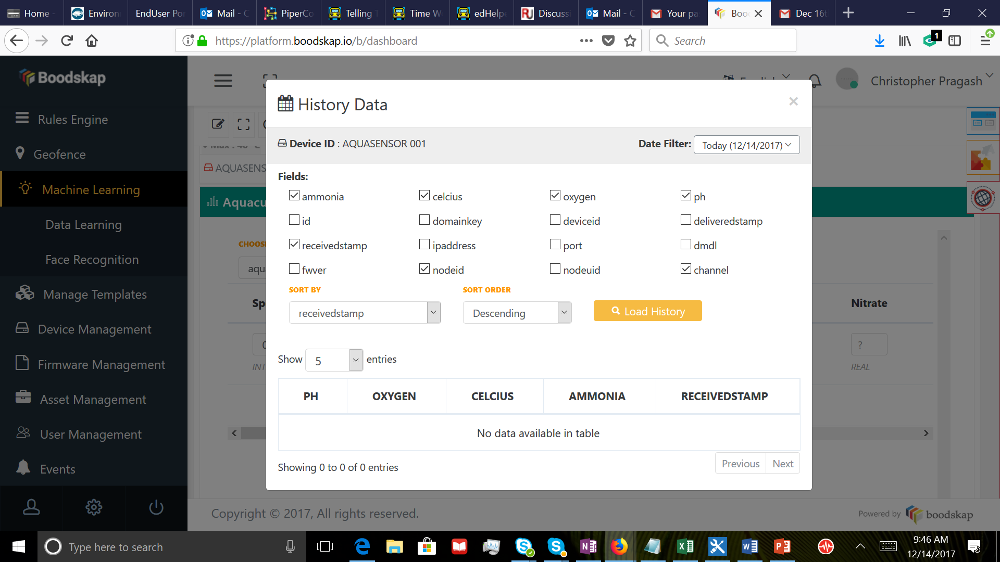 Home
Environ
EndUser Por
Mail - C
PiperCo
Telling
Time W
edHelpe
Discussi
Mail - C
Your pa
Boo
Dec 16t
https://platform.boodskap.io/b/dashboard
Search
1
Boodskap
Christopher Pragash
Rules Engine
Geofence
Machine Learning
Data Learning
Face Recognition
Manage Templates
Device Management
Firmware Management
Asset Management
User Management
Events
AQUASENS
Aquacu
CHOOS
aqu
Sp
INT
Nitrate
?
REAL
History Data
×
Device ID : AQUASENSOR 001
Date Filter: Today (12/14/2017)
Fields:
ammonia celcius oxygen ph
id domainkey deviceid deliveredstamp
receivedstamp ipaddress port dmdl
fwver nodeid nodeuid channel
SORT BY SORT ORDER
receivedstamp Descending Load History
Show 5 entries
PH OXYGEN CELCIUS AMMONIA RECEIVEDSTAMP
No data available in table
Showing 0 to 0 of 0 entries
Previous Next
Copyright © 2017, All rights reserved.
Powered by boodskap
Type here to search
9:46 AM
12/14/2017